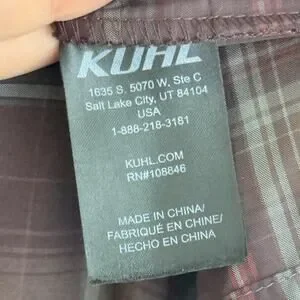 KUHL
1635 S. 5070 W. Ste C
Salt Lake City, UT 84104
USA
1-888-218-3181
KUHL.COM
RN#108846
MADE IN CHINA/
FABRIQUÉ EN CHINE/
HECHO EN CHINA